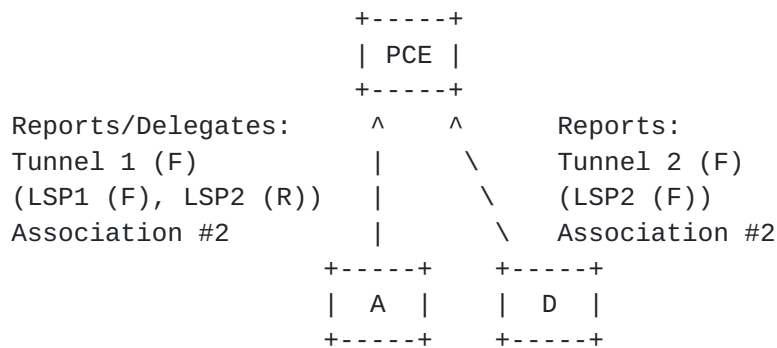 +-----+
                       | PCE |
                       +-----+
Reports/Delegates:     ^    ^      Reports:
Tunnel 1 (F)           |     \     Tunnel 2 (F)
(LSP1 (F), LSP2 (R))   |      \    (LSP2 (F))
Association #2         |       \   Association #2
                     +-----+    +-----+
                     |  A  |    |  D  |
                     +-----+    +-----+